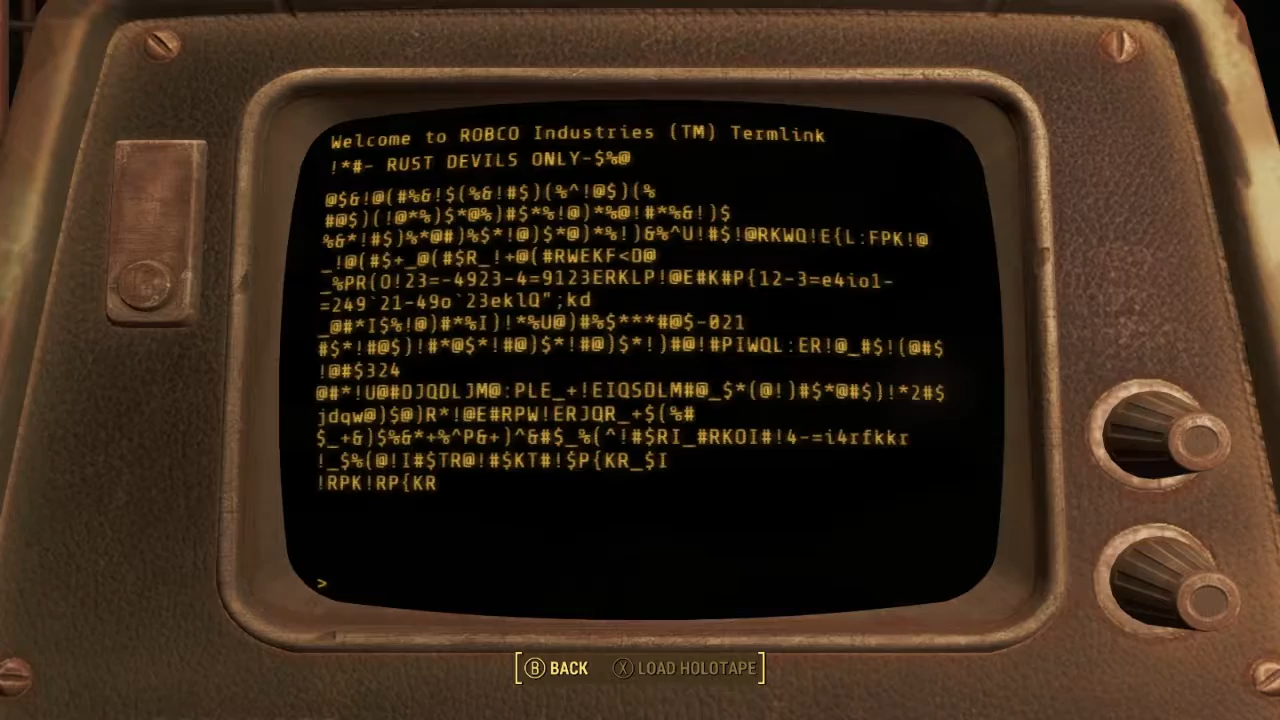 Welcome to ROBCO Industries (TM) Termlink
!*#- RUST DEVILS ONLY-$%@
@$&!@(#%&!$(%&!#$)(%^!@$)(%
#@$)(!@*%)$*@%)#$*%!@)*%@!#*%&!)$
%&*!#$)%*@#)%$*!@)$*@)*%!)&%^U!#$!@RKWQ!E{L:FPK!@
_!@(#$+_@(#$R_!+@(#RWEKF<D@
_%PR(O!23=-4923-4=9123ERKLP!@E#K#P{12-3=e4io1-
=249`21-49o`23eklQ";kd
_@#*I$%!@)#*%I)!*%U@)#%$***#@$-021
#$*!#@$)!#*@$*!#@)$*!#@)$*!)#@!#PIWQL:ER!@_#$!(@#$
!@#$324
@#*!U@#DJQDLJM@:PLE_+!EIQSDLM#@_$*(@!)#$*@#$)!*2#$
jdqw@)$@)R*!@E#RPW!ERJQR_+$(%#
$_+&)$%&*+%^P&+)^&#$_%(^!#$RI_#RKOI#!4-=i4rfkkr
!_$%(@!I#$TR@!#$KT#!$P{KR_$I
!RPK!RP{KR
>
B BACK X LOAD HOLOTAPE